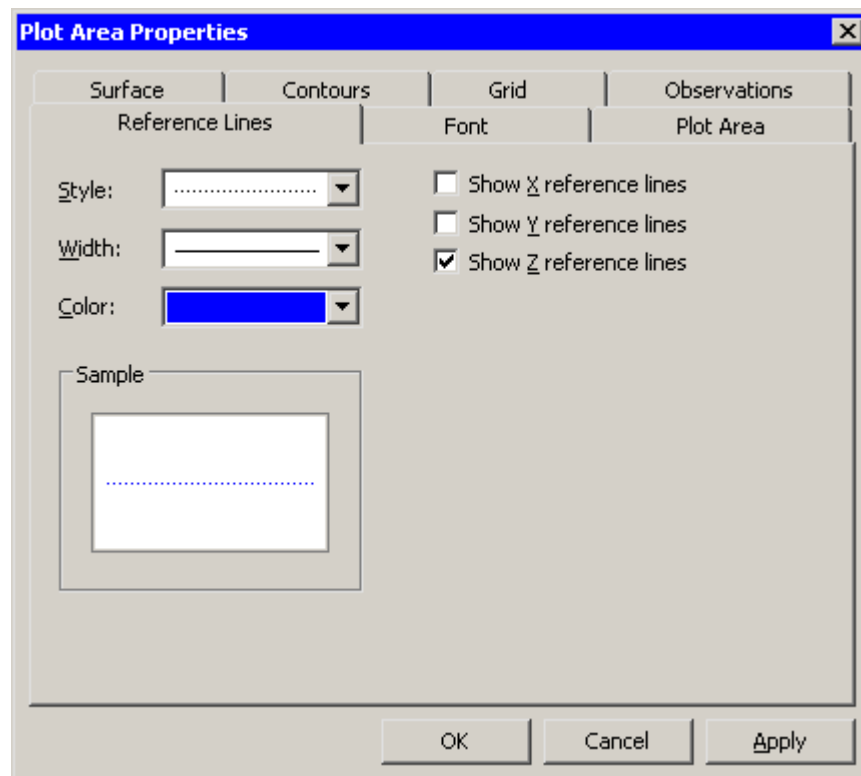 Plot Area Properties
Surface Contours Grid Observations
Reference Lines Font Plot Area
Style:
Show X reference lines
Show Y reference lines
Width:
Show Z reference lines
Color:
Sample
OK Cancel Apply